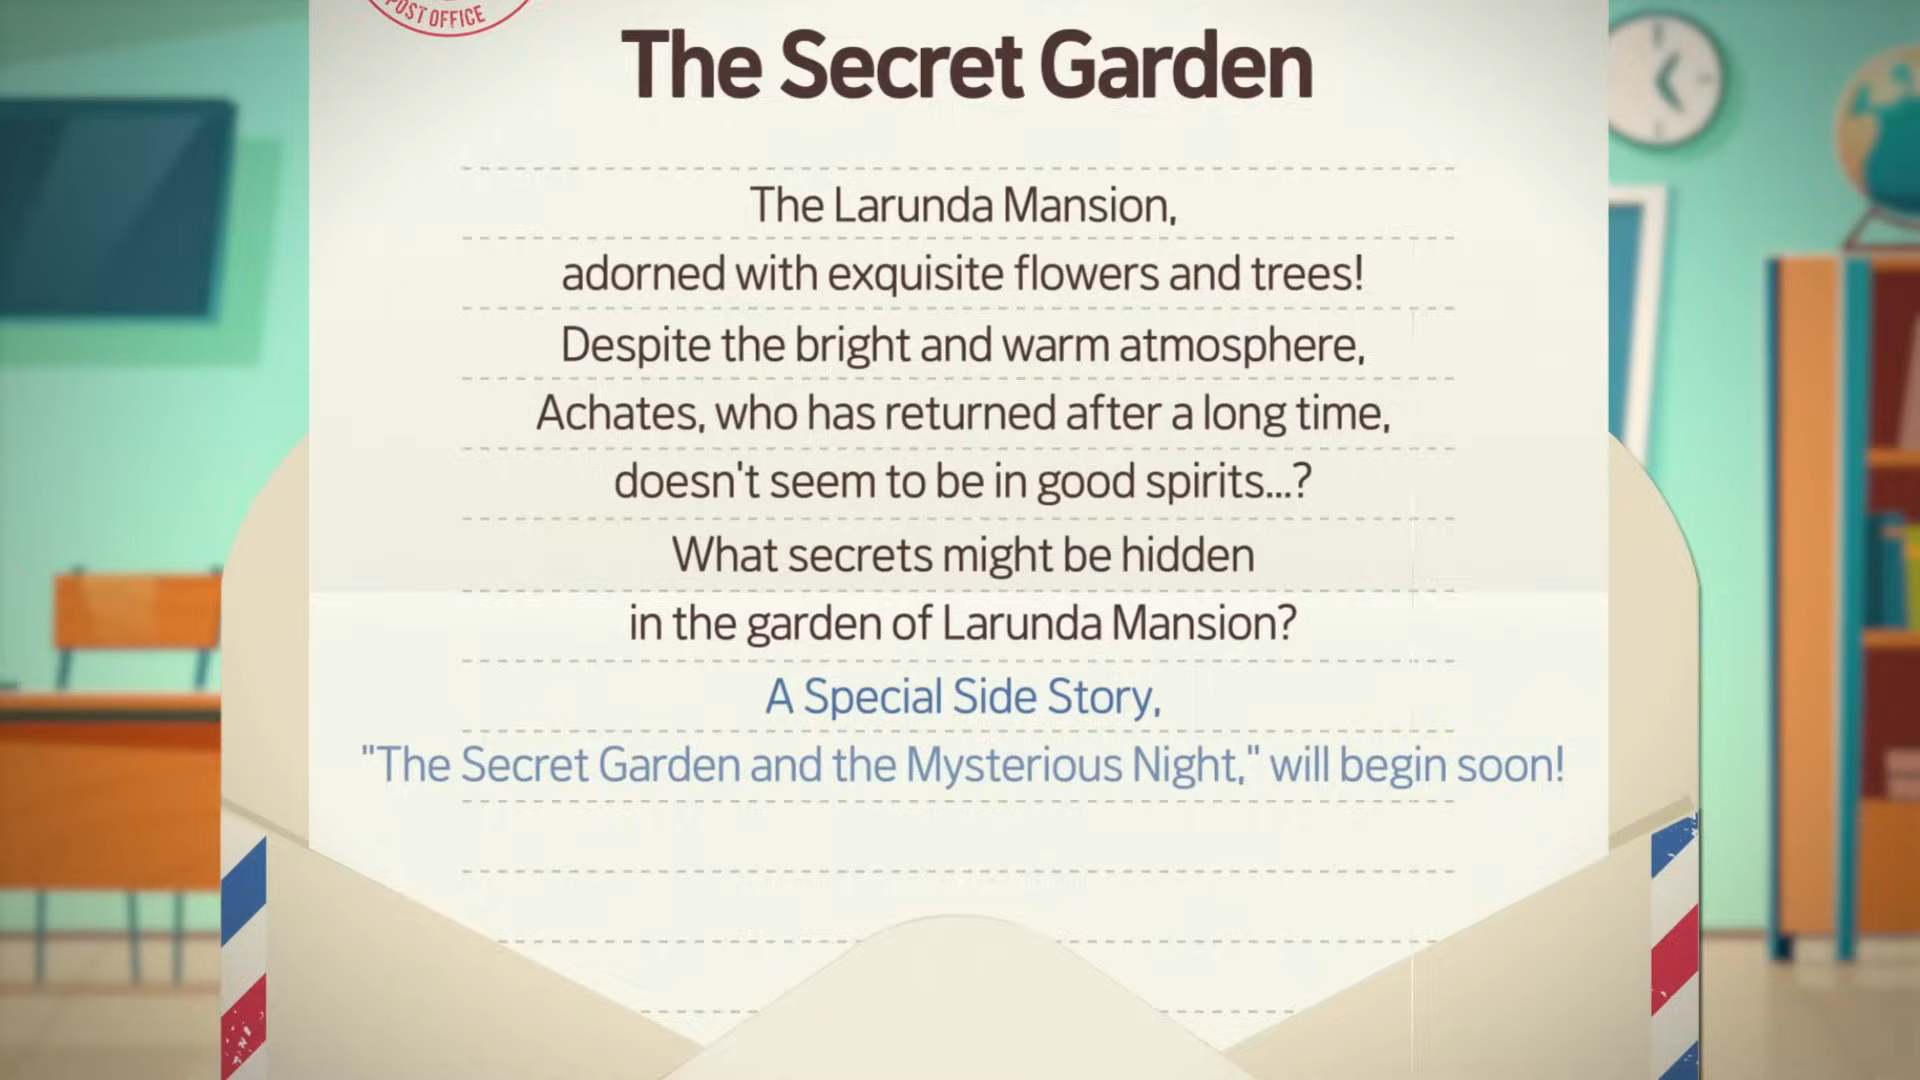 POST OFFICE
The Secret Garden
The Larunda Mansion,
adorned with exquisite flowers and trees!
Despite the bright and warm atmosphere,
Achates, who has returned after a long time,
doesn't seem to be in good spirits...?
What secrets might be hidden
in the garden of Larunda Mansion?
A Special Side Story,
"The Secret Garden and the Mysterious Night," will begin soon!